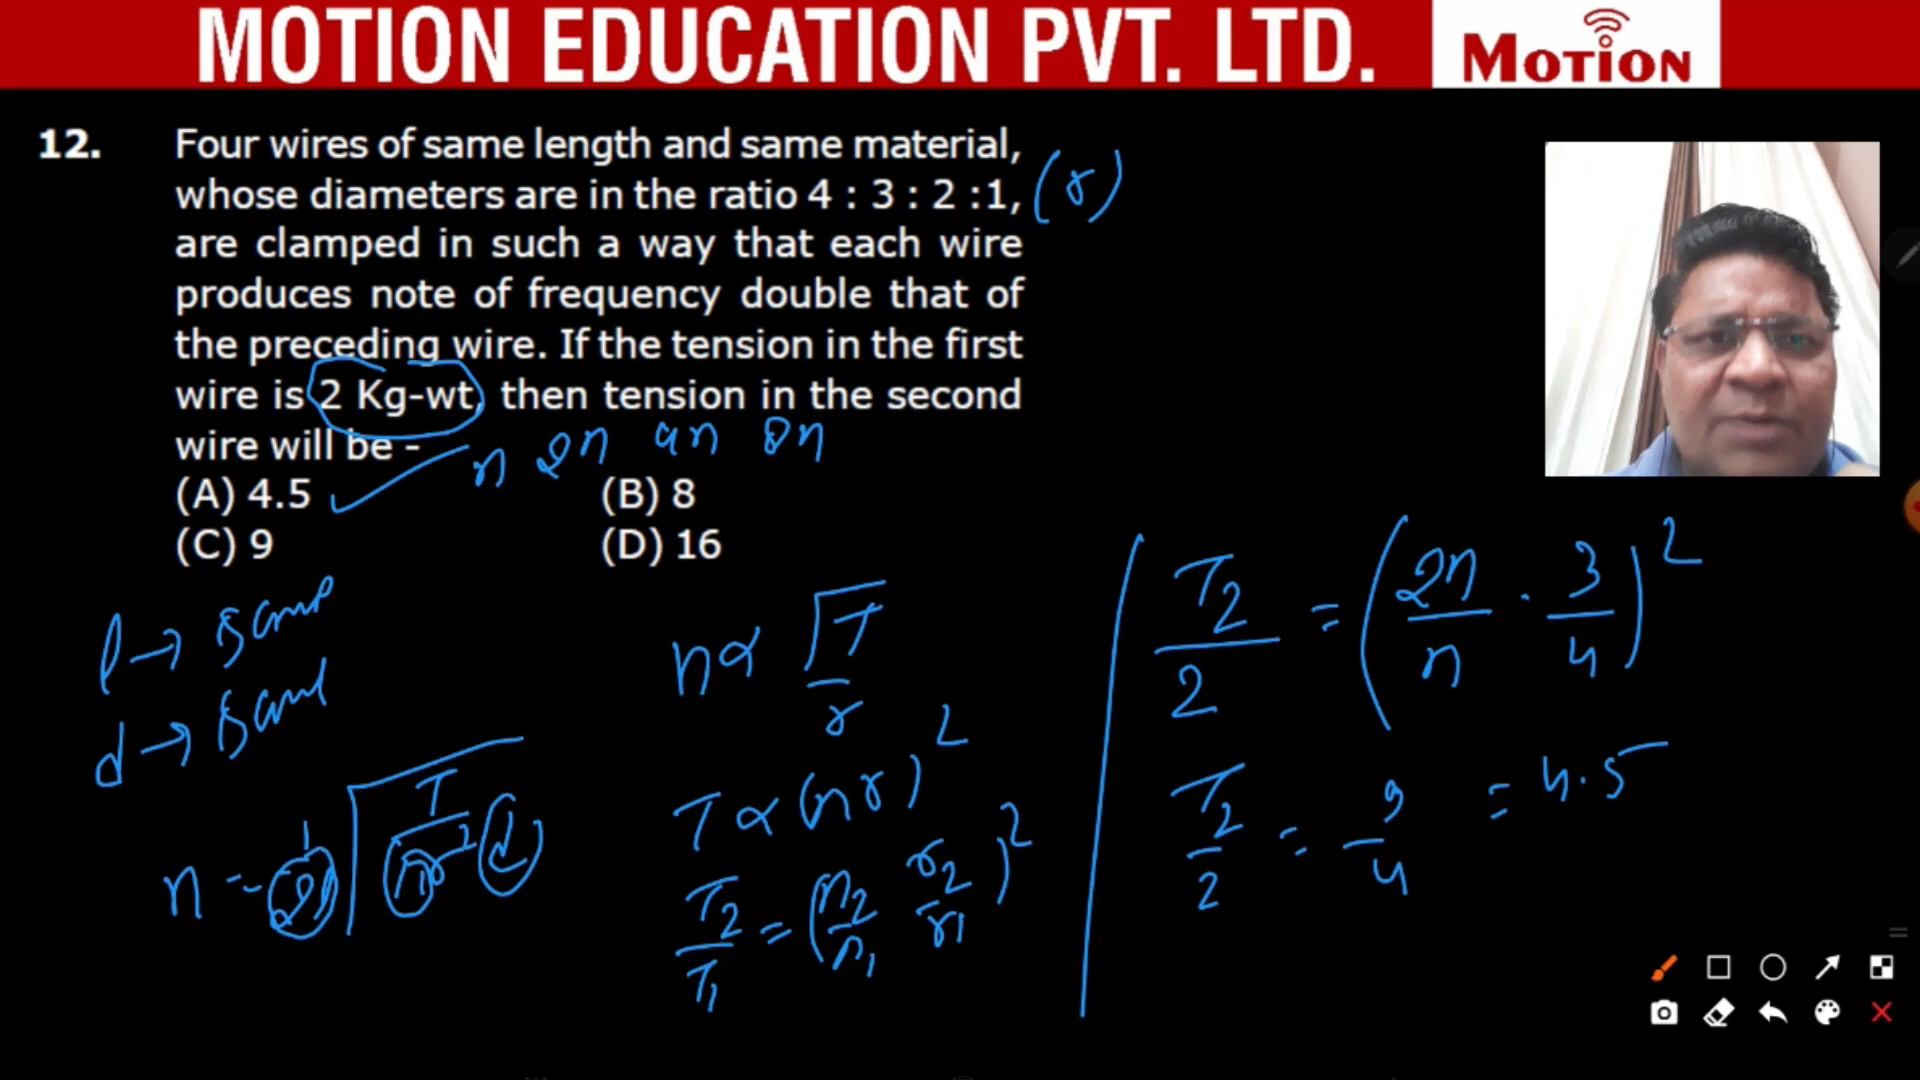 MOTION EDUCATION PVT. LTD.
MOTION
12. Four wires of same length and same material,
whose diameters are in the ratio 4 : 3 : 2 :1, (r)
are clamped in such a way that each wire
produces note of frequency double that of
the preceding wire. If the tension in the first
wire is 2 Kg-wt, then tension in the second
wire will be -
n 2n 4n 8n
(A) 4.5 ✓ (B) 8
(C) 9 (D) 16
l → same
d → same
n = 1/2l √(T/πr² d)
n ∝ √T/r
T ∝ (nr)²
T₂/T₁ = (n₂/n₁ r₂/r₁)²
T₂/2 = (2n/n · 3/4)²
T₂/2 = 9/4 = 4.5